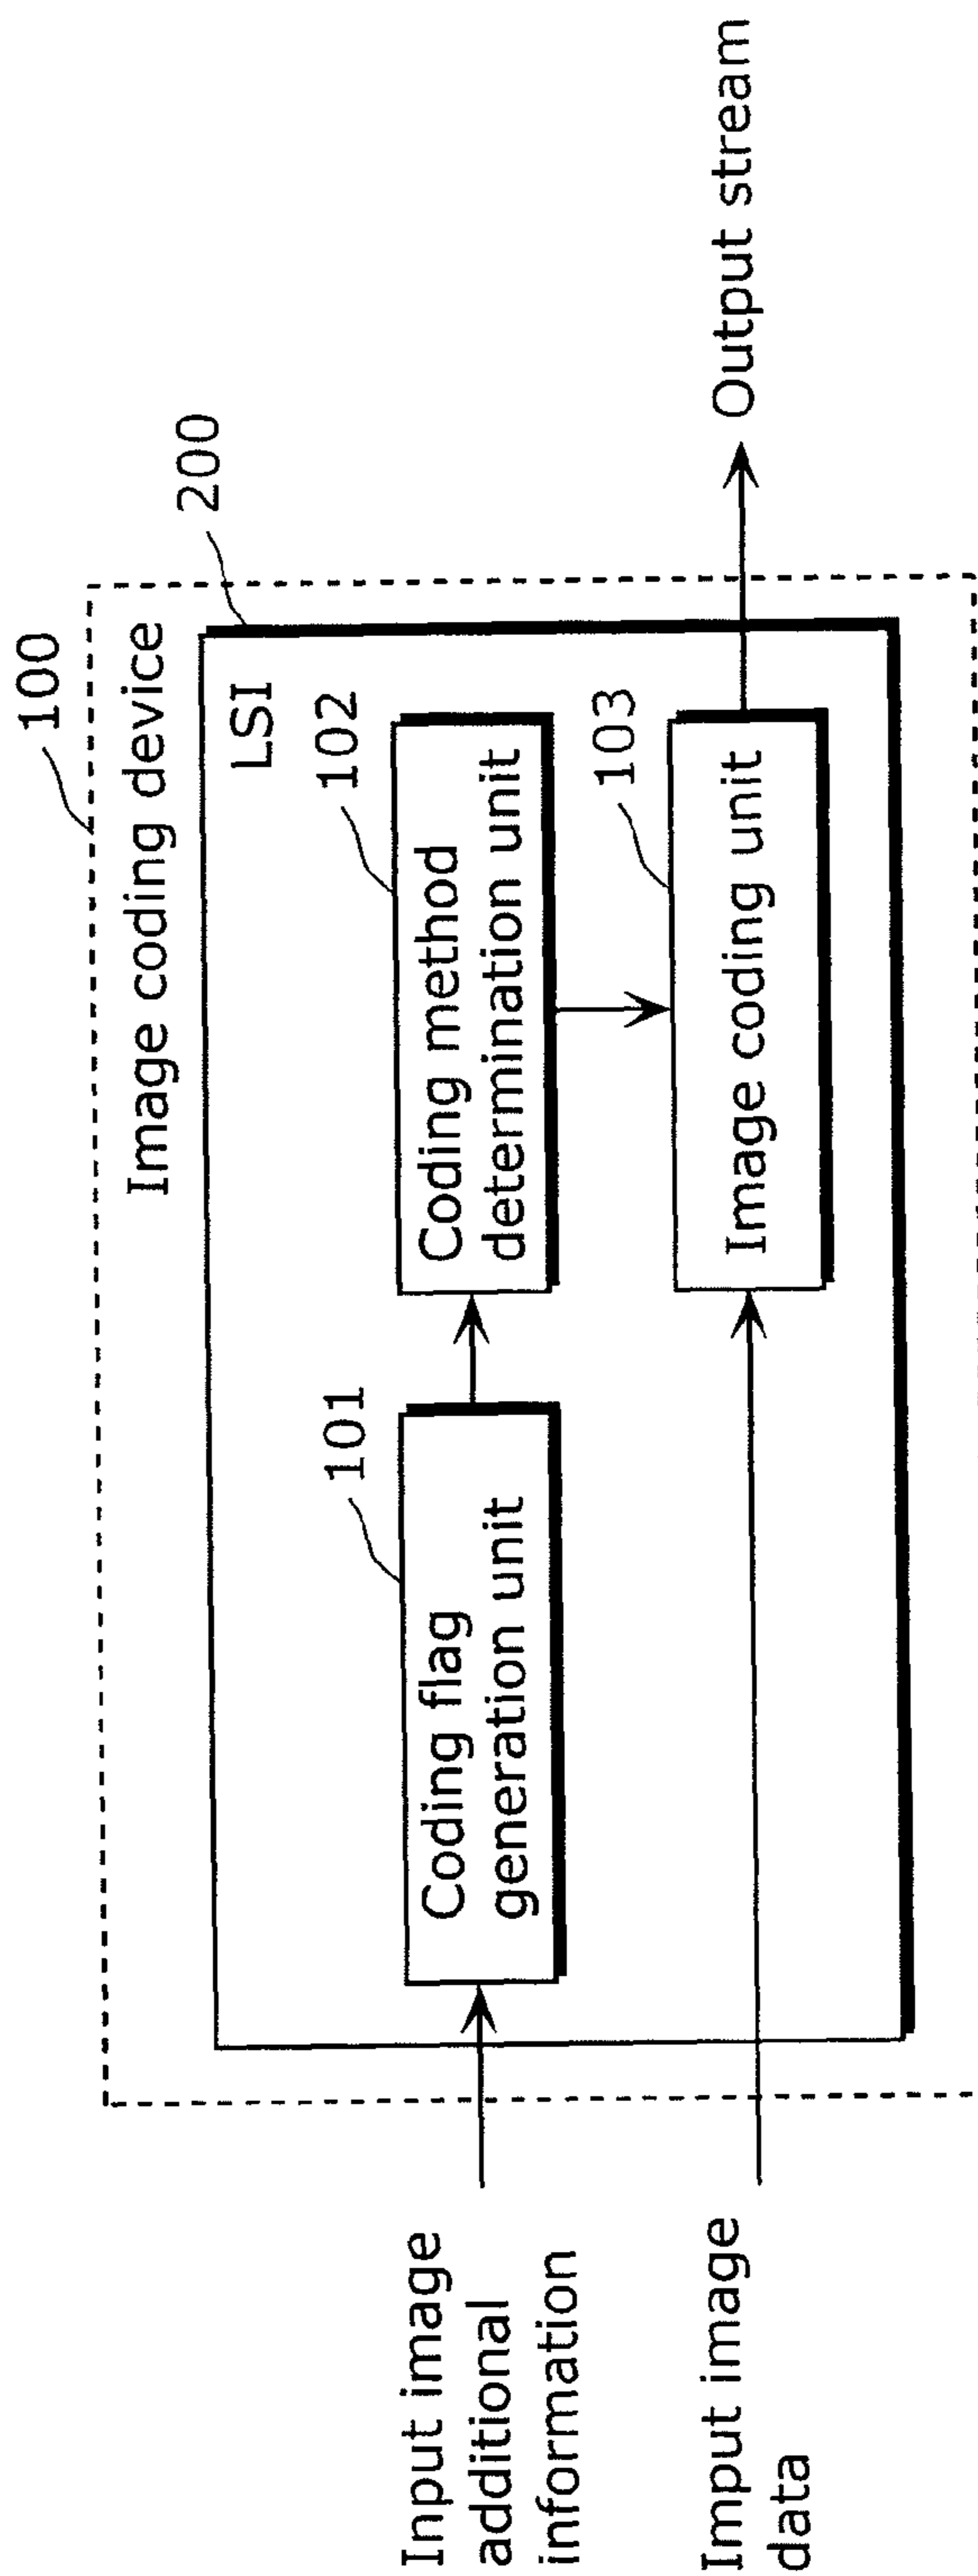 100
Image coding device
200
LSI
101
Coding flag
generation unit
102
Coding method
determination unit
103
Image coding unit
Input image
additional
information
Imput image
data
Output stream